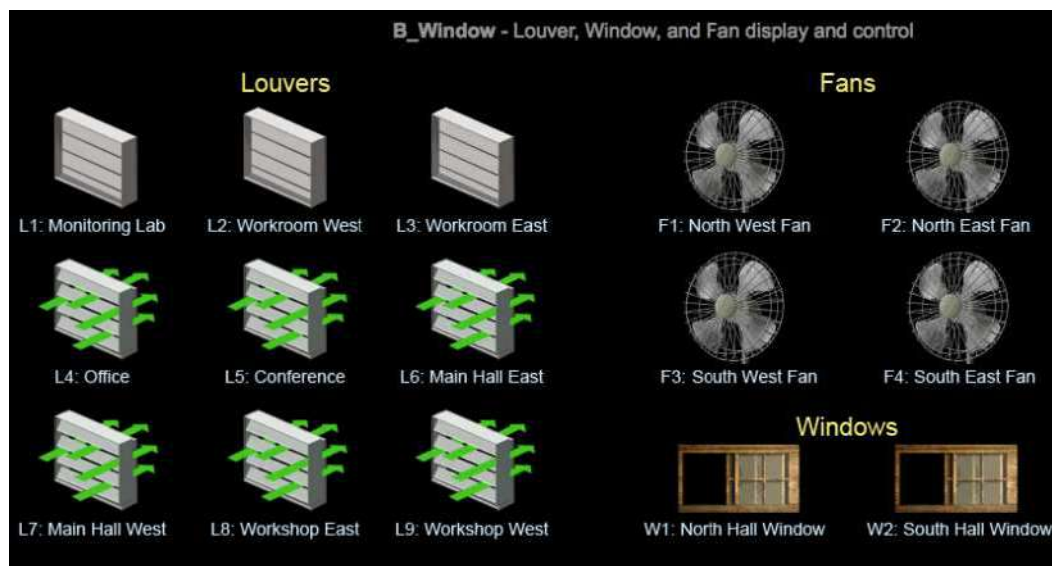 B_Window - Louver, Window, and Fan display and control
Louvers
Fans
L1: Monitoring Lab
L2: Workroom West
L3: Workroom East
F1: North West Fan
F2: North East Fan
L4: Office
L5: Conference
L6: Main Hall East
F3: South West Fan
F4: South East Fan
Windows
L7: Main Hall West
L8: Workshop East
L9: Workshop West
W1: North Hall Window
W2: South Hall Window